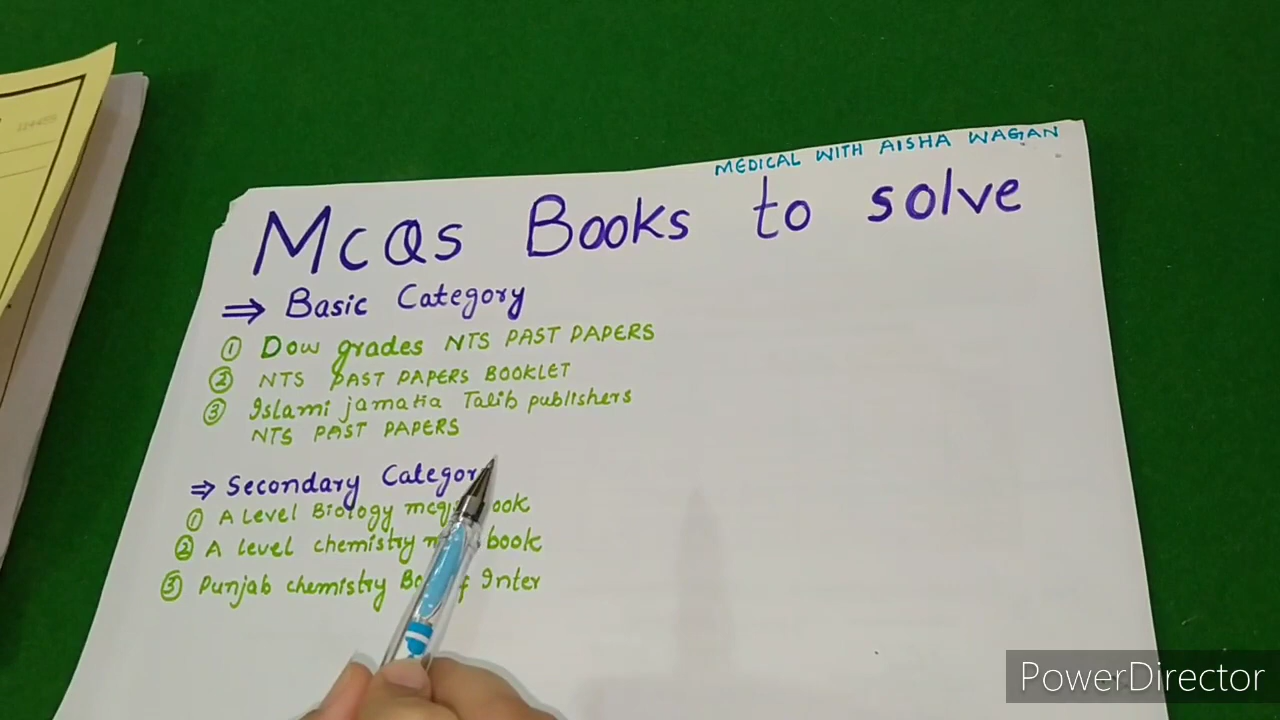 MEDICAL WITH AISHA WAGAN
McQs Books to solve
⇒ Basic Category
① Dow grades NTS PAST PAPERS
② NTS PAST PAPERS BOOKLET
③ Islami jamatia Talib publishers
NTS PAST PAPERS
⇒ Secondary Categor
① A Level Biology mcqs ook
② A level chemistry book
③ Punjab chemistry Inter
PowerDirector